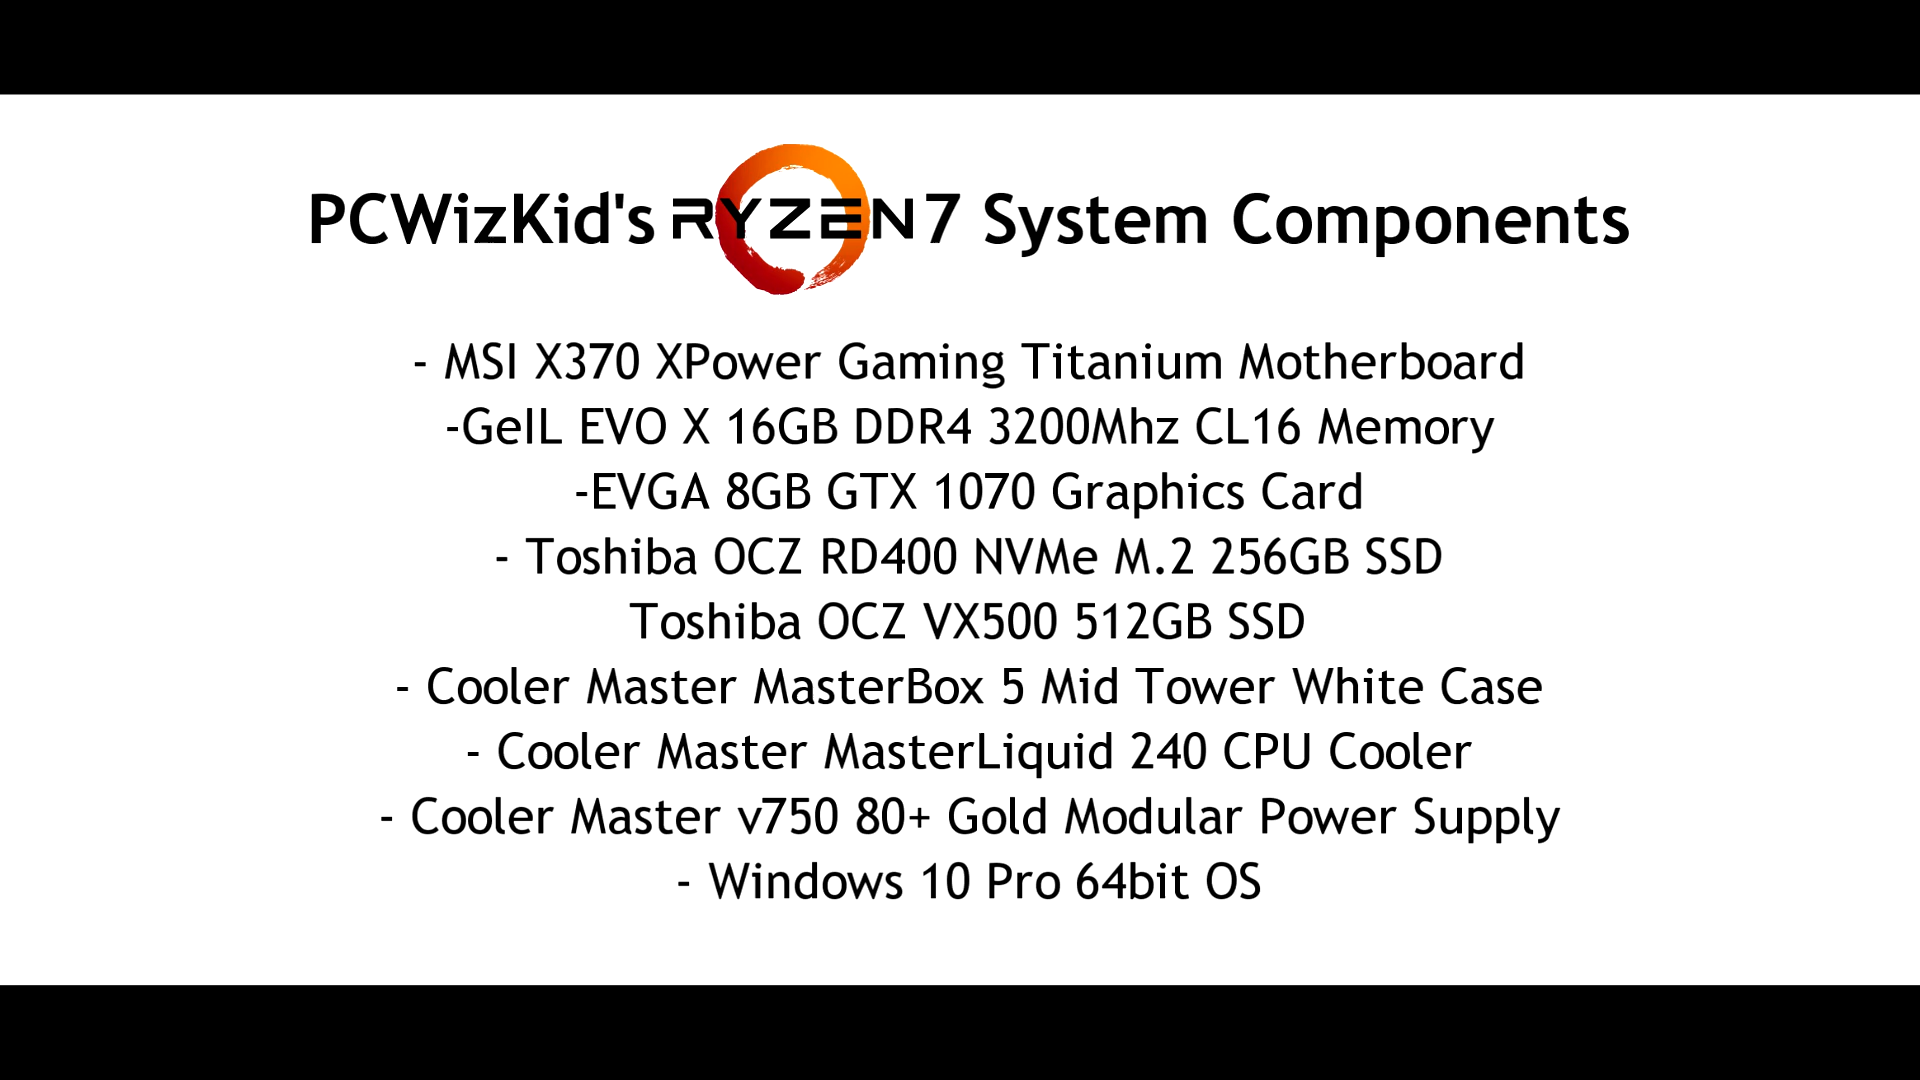 PCWizKid's RYZEN 7 System Components
- MSI X370 XPower Gaming Titanium Motherboard
-GeIL EVO X 16GB DDR4 3200Mhz CL16 Memory
-EVGA 8GB GTX 1070 Graphics Card
- Toshiba OCZ RD400 NVMe M.2 256GB SSD
Toshiba OCZ VX500 512GB SSD
- Cooler Master MasterBox 5 Mid Tower White Case
- Cooler Master MasterLiquid 240 CPU Cooler
- Cooler Master v750 80+ Gold Modular Power Supply
- Windows 10 Pro 64bit OS